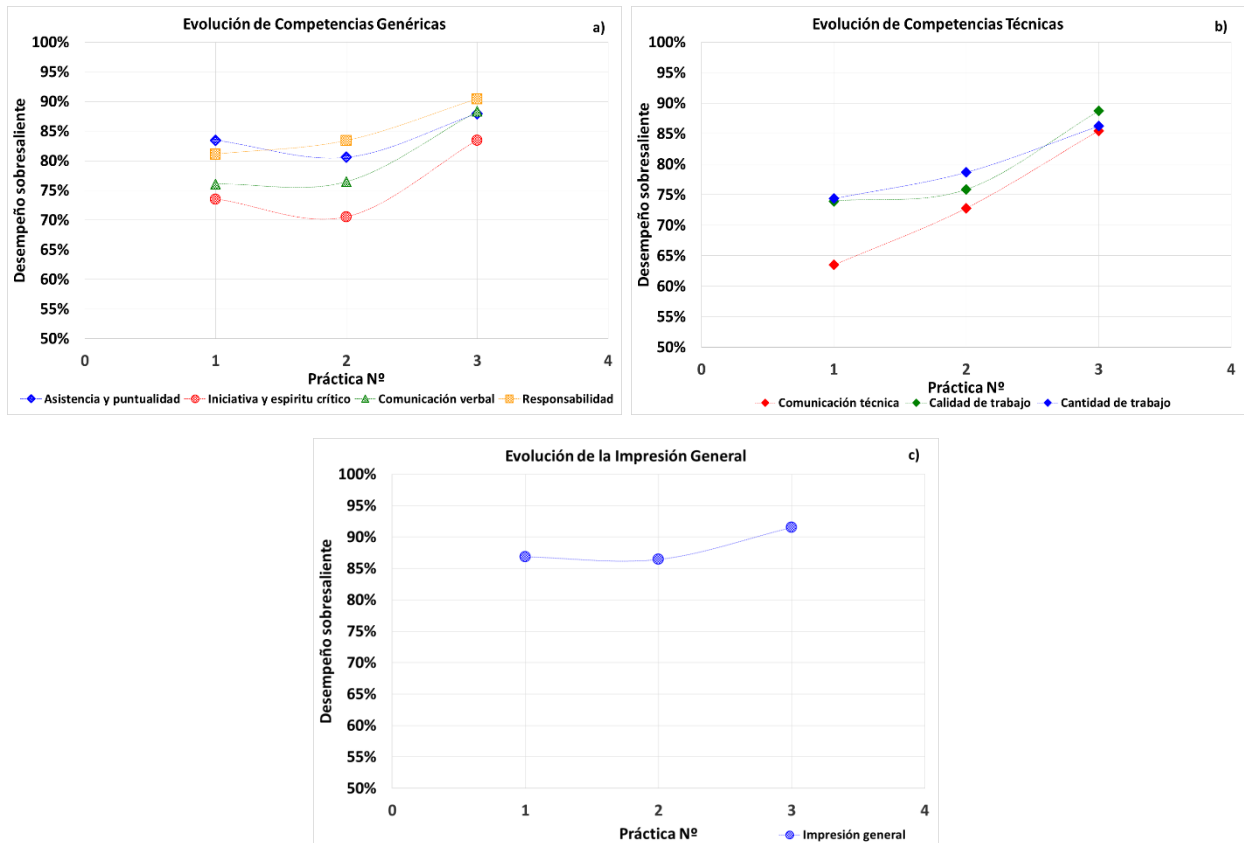 Evolución de Competencias Genéricas
a)
100%
95%
90%
85%
80%
75%
70%
65%
60%
55%
50%
Desempeño sobresaliente
0 1 2 3 4
Práctica Nº
Asistencia y puntualidad Iniciativa y espiritu crítico Comunicación verbal Responsabilidad
Evolución de Competencias Técnicas
b)
100%
95%
90%
85%
80%
75%
70%
65%
60%
55%
50%
Desempeño sobresaliente
0 1 2 3 4
Práctica Nº
Comunicación técnica Calidad de trabajo Cantidad de trabajo
Evolución de la Impresión General
c)
100%
95%
90%
85%
80%
75%
70%
65%
60%
55%
50%
Desempeño sobresaliente
0 1 2 3 4
Práctica Nº
Impresión general